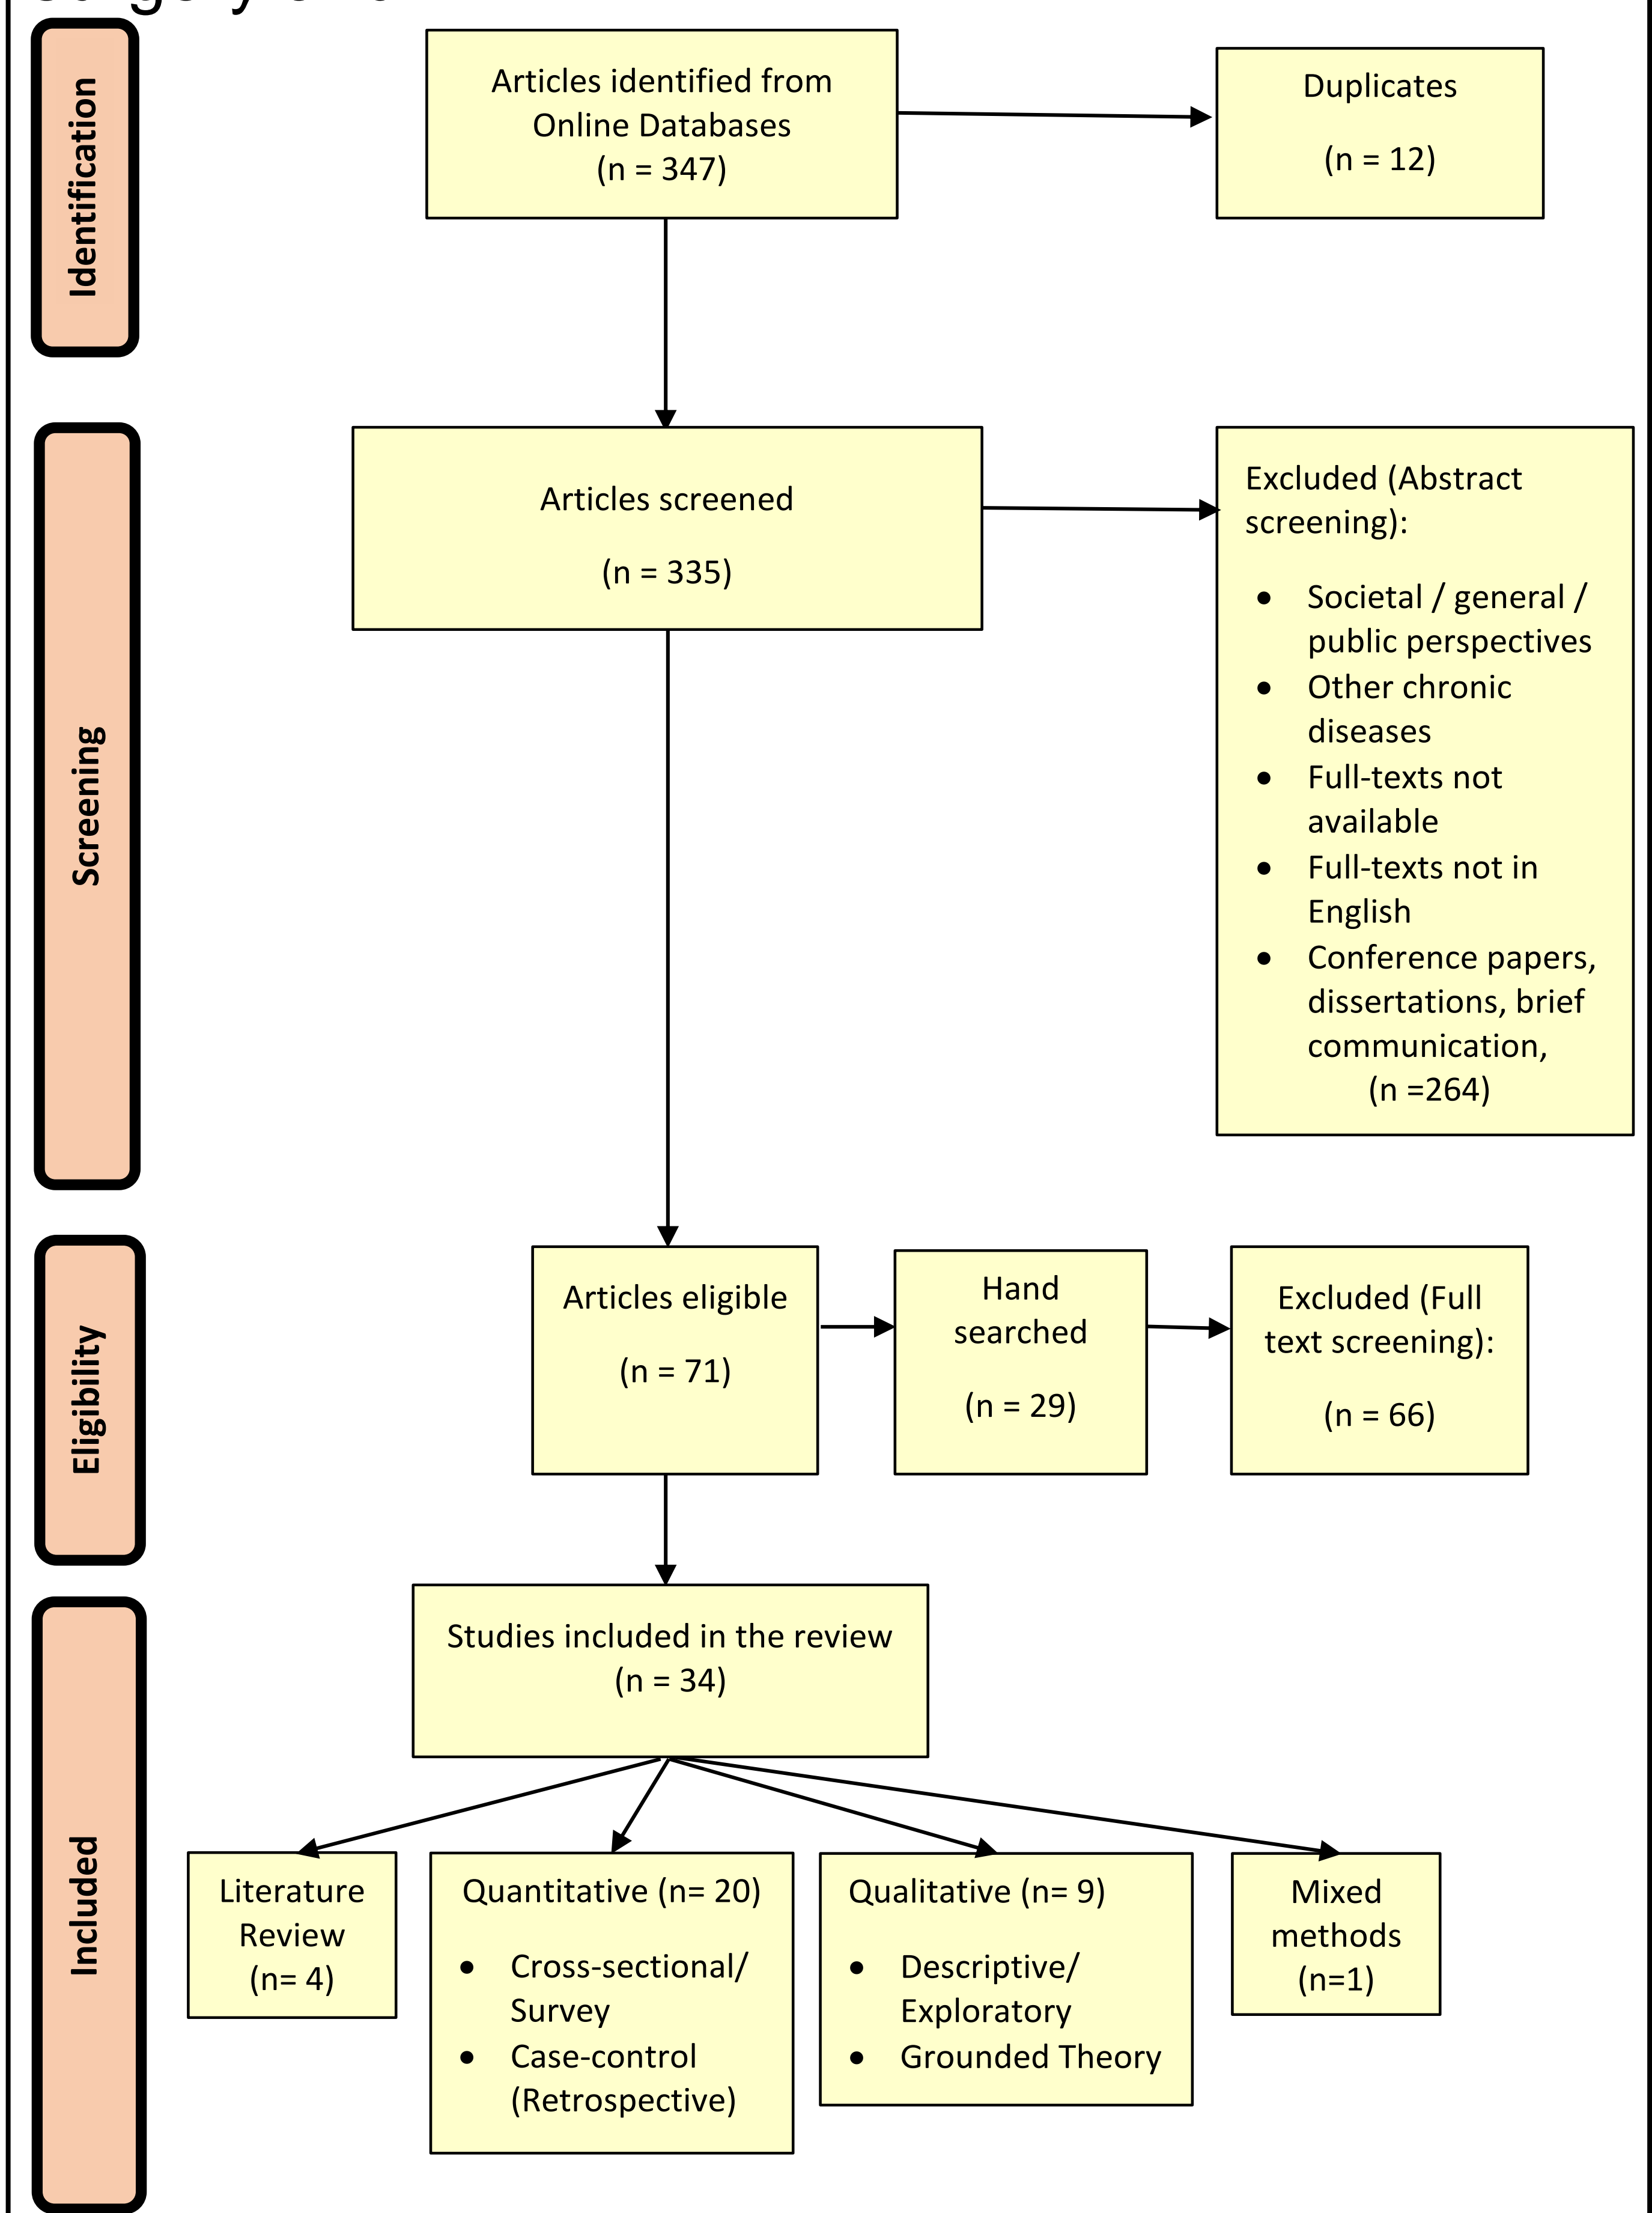 Identification
Articles identified from
Online Databases
(n = 347)
Duplicates
(n = 12)
Screening
Articles screened
(n = 335)
Excluded (Abstract
screening):
• Societal / general /
public perspectives
• Other chronic
diseases
• Full-texts not
available
• Full-texts not in
English
• Conference papers,
dissertations, brief
communication,
(n =264)
Eligibility
Articles eligible
(n = 71)
Hand
searched
(n = 29)
Excluded (Full
text screening):
(n = 66)
Included
Studies included in the review
(n = 34)
Literature
Review
(n= 4)
Quantitative (n= 20)
• Cross-sectional/
Survey
• Case-control
(Retrospective)
Qualitative (n= 9)
• Descriptive/
Exploratory
• Grounded Theory
Mixed
methods
(n=1)